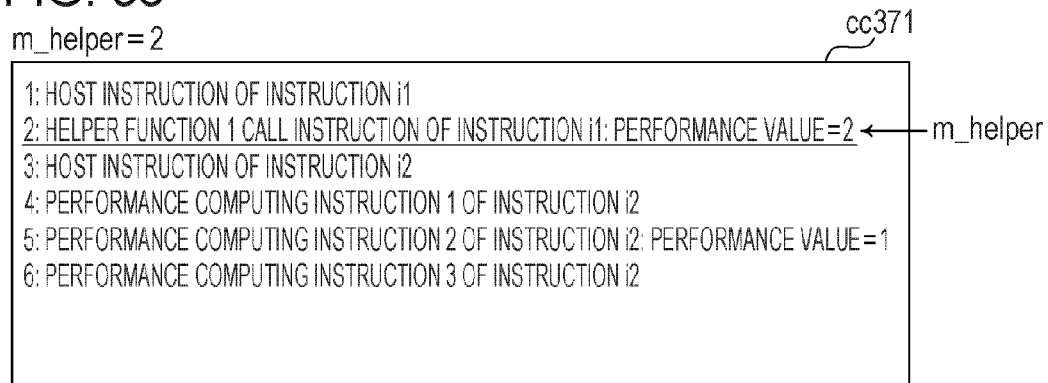 m_helper=2
cc371
1: HOST INSTRUCTION OF INSTRUCTION i1
2: HELPER FUNCTION 1 CALL INSTRUCTION OF INSTRUCTION i1: PERFORMANCE VALUE=2
m_helper
3: HOST INSTRUCTION OF INSTRUCTION i2
4: PERFORMANCE COMPUTING INSTRUCTION 1 OF INSTRUCTION i2
5: PERFORMANCE COMPUTING INSTRUCTION 2 OF INSTRUCTION i2: PERFORMANCE VALUE=1
6: PERFORMANCE COMPUTING INSTRUCTION 3 OF INSTRUCTION i2